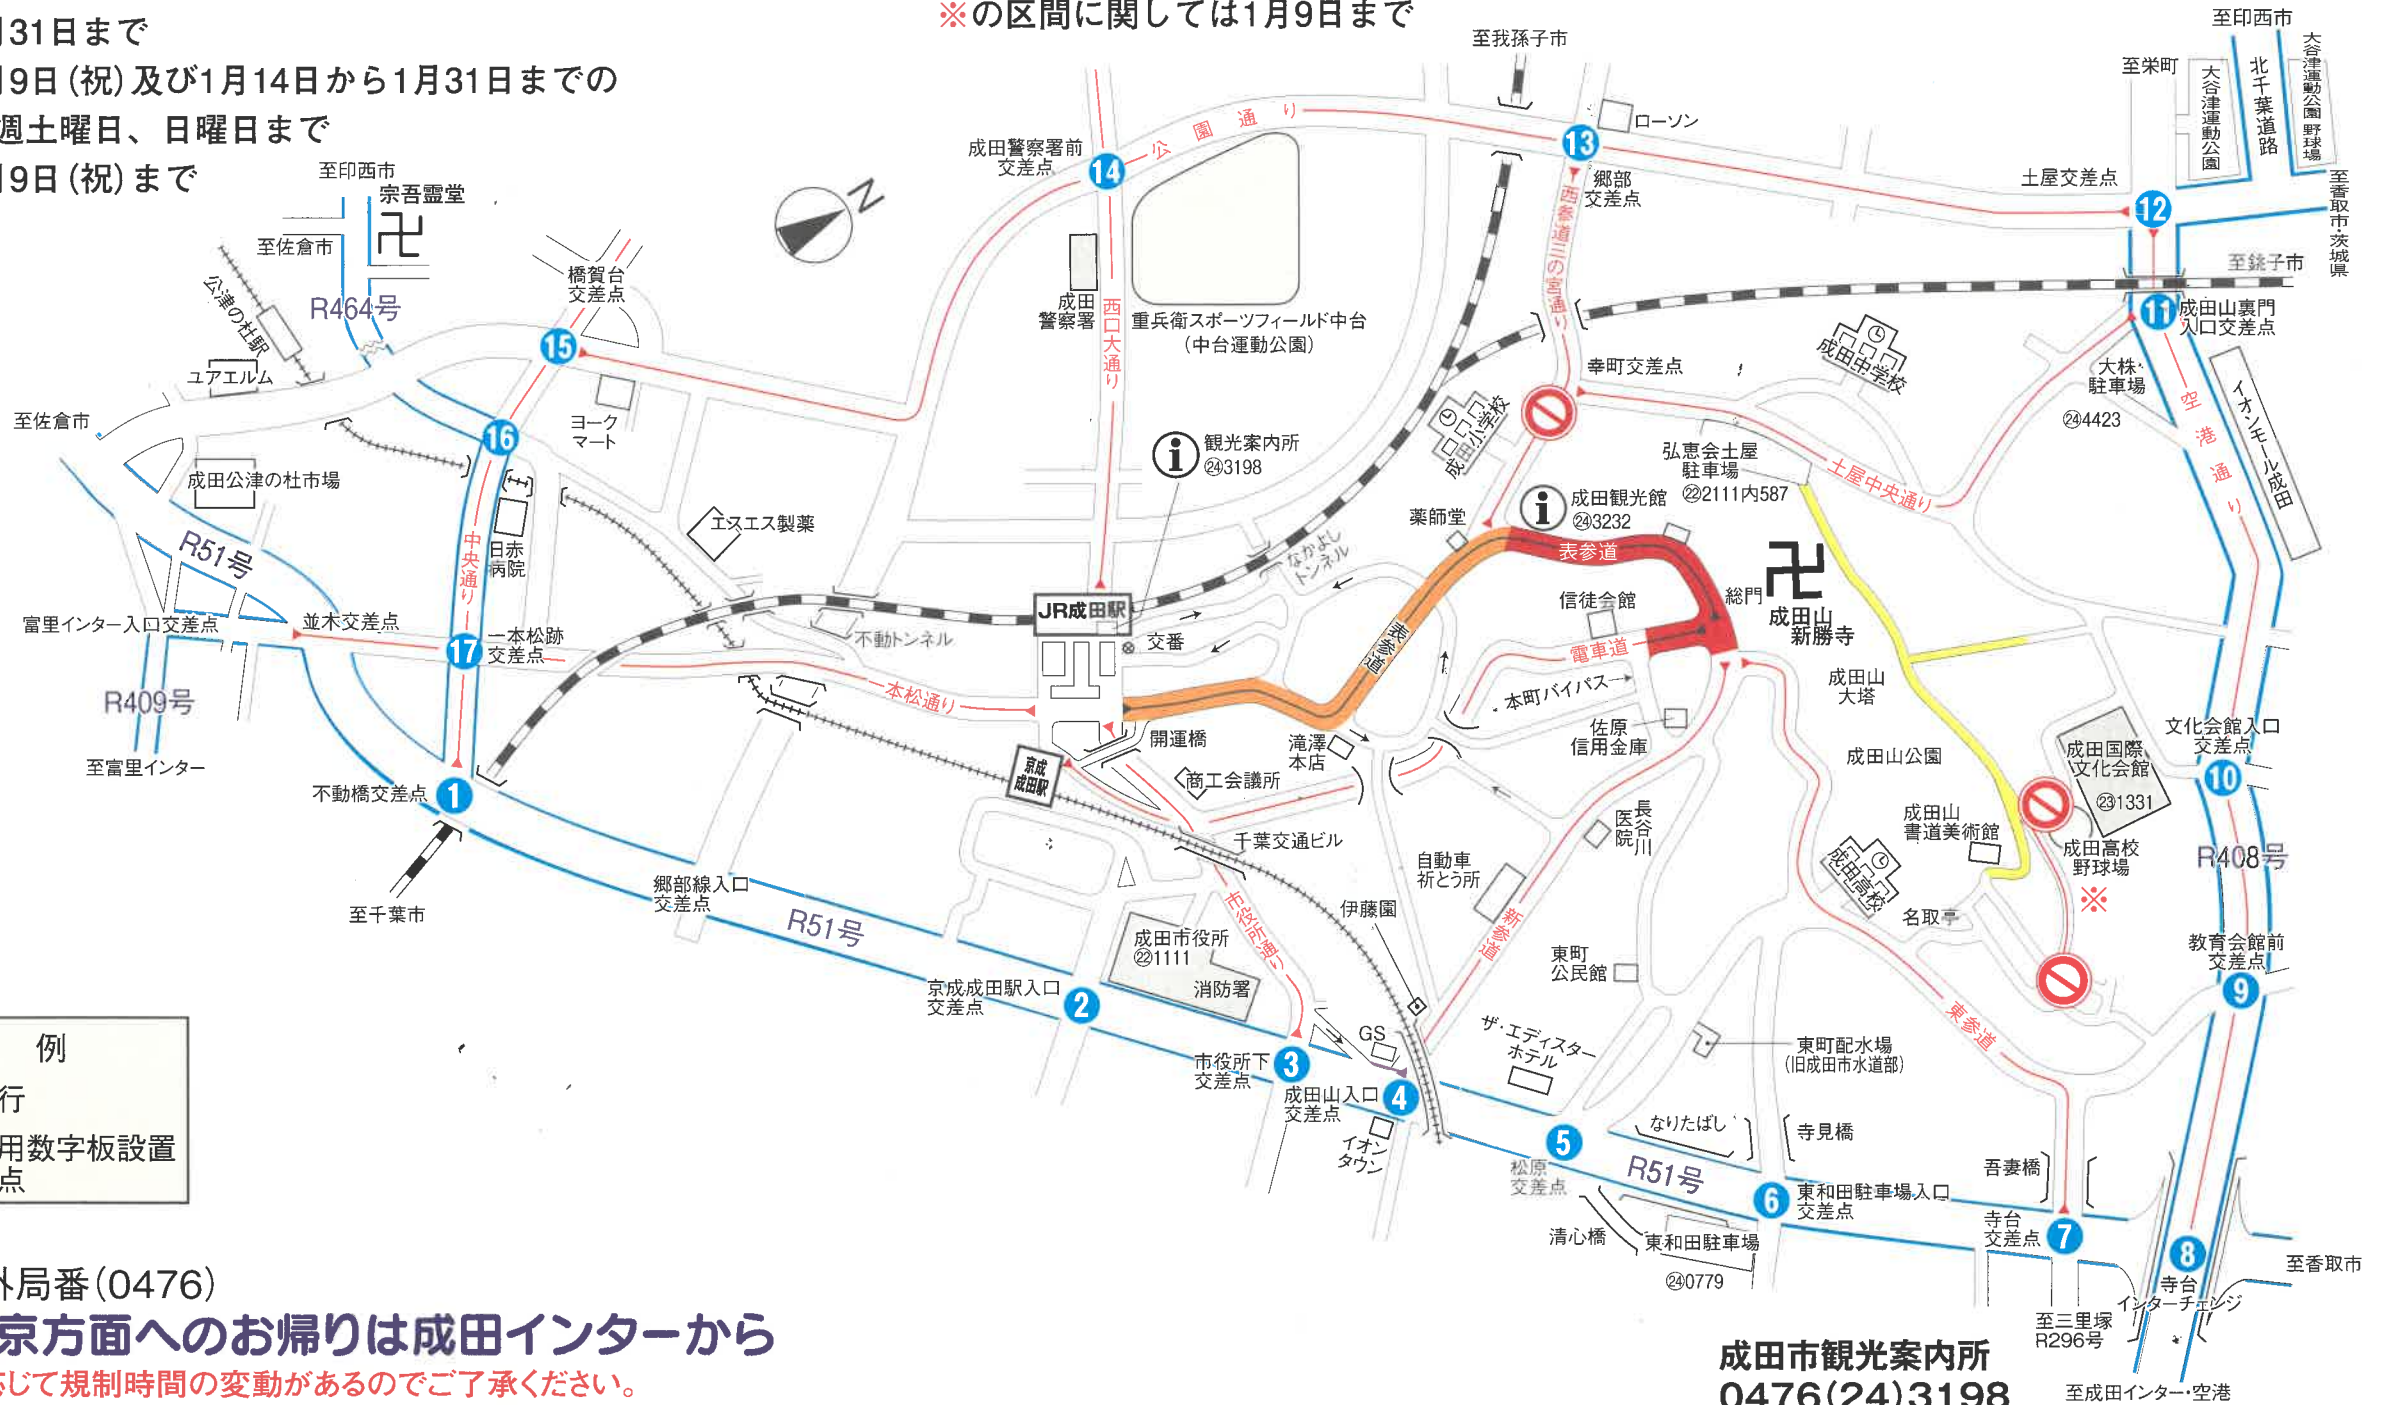 月31日まで
月9日(祝)及び1月14日から1月31日までの
週土曜日、日曜日まで
月9日(祝)まで
※の区間に関しては1月9日まで
至我孫子市
至印西市
至栄町
大谷津運動公園
北千葉道路
大谷津運動公園 野球場
至香取市・茨城県
至銚子市
至印西市
宗吾霊堂
至佐倉市
公津の杜駅
R464号
橋賀台
交差点
15
ユアエルム
至佐倉市
成田公津の杜市場
ヨーク
マート
16
日赤
病院
中央通り
エスエス製薬
R51号
富里インター入口交差点
並木交差点
17
一本松跡
交差点
R409号
至富里インター
不動橋交差点
1
至千葉市
不動トンネル
一本松通り
N
成田警察署前
交差点
14
公園通り
成田
警察署
西口大通り
重兵衛スポーツフィールド中台
(中台運動公園)
13
ローソン
郷部
交差点
西参道三の宮通り
土屋交差点
12
11
成田山裏門
入口交差点
大株
駐車場
㉔4423
空港通り
イオンモール成田
幸町交差点
成田中学校
成田小学校
観光案内所
㉔3198
成田観光館
㉔3232
弘恵会土屋
駐車場
㉒2111内587
土屋中央通り
薬師堂
表参道
なかよし
トンネル
JR成田駅
交番
表参道
信徒会館
総門
電車道
成田山
新勝寺
本町バイパス
佐原
信用金庫
成田山
大塔
成田山公園
成田国際
文化会館
㉓1331
文化会館入口
交差点
10
成田山
書道美術館
成田高校
野球場
※
R408号
成田高校
名取亭
教育会館前
交差点
9
開運橋
滝澤
本店
京成
成田駅
商工会議所
千葉交通ビル
長谷川
医院
自動車
祈とう所
伊藤園
新参道
東町
公民館
郷部線入口
交差点
R51号
成田市役所
㉒1111
消防署
市役所通り
京成成田駅入口
交差点
2
市役所下
交差点
3
GS
成田山入口
交差点
4
イオン
タウン
ザ・エディスター
ホテル
東町配水場
(旧成田市水道部)
東参道
5
松原
交差点
なりたばし
寺見橋
R51号
6
東和田駐車場入口
交差点
清心橋
東和田駐車場
㉔0779
吾妻橋
寺台
交差点
7
8
寺台
インターチェンジ
至香取市
至三里塚
R296号
至成田インター・空港
例
行
用数字板設置
点
外局番(0476)
京方面へのお帰りは成田インターから
応じて規制時間の変動があるのでご了承ください。
成田市観光案内所
0476(24)3198